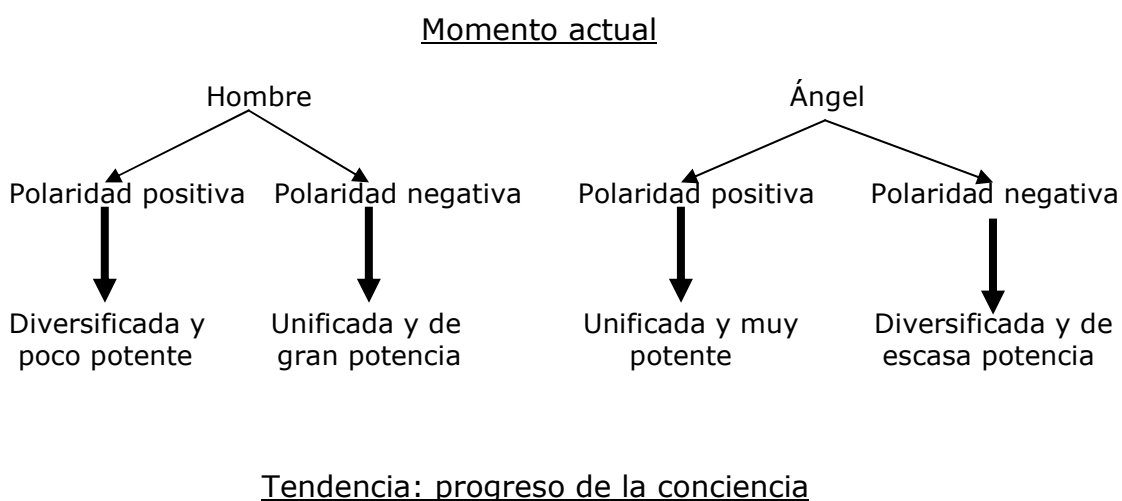 Momento actual
Hombre
Ángel
Polaridad positiva
Polaridad negativa
Polaridad positiva
Polaridad negativa
Diversificada y
poco potente
Unificada y de
gran potencia
Unificada y muy
potente
Diversificada y de
escasa potencia
Tendencia: progreso de la conciencia